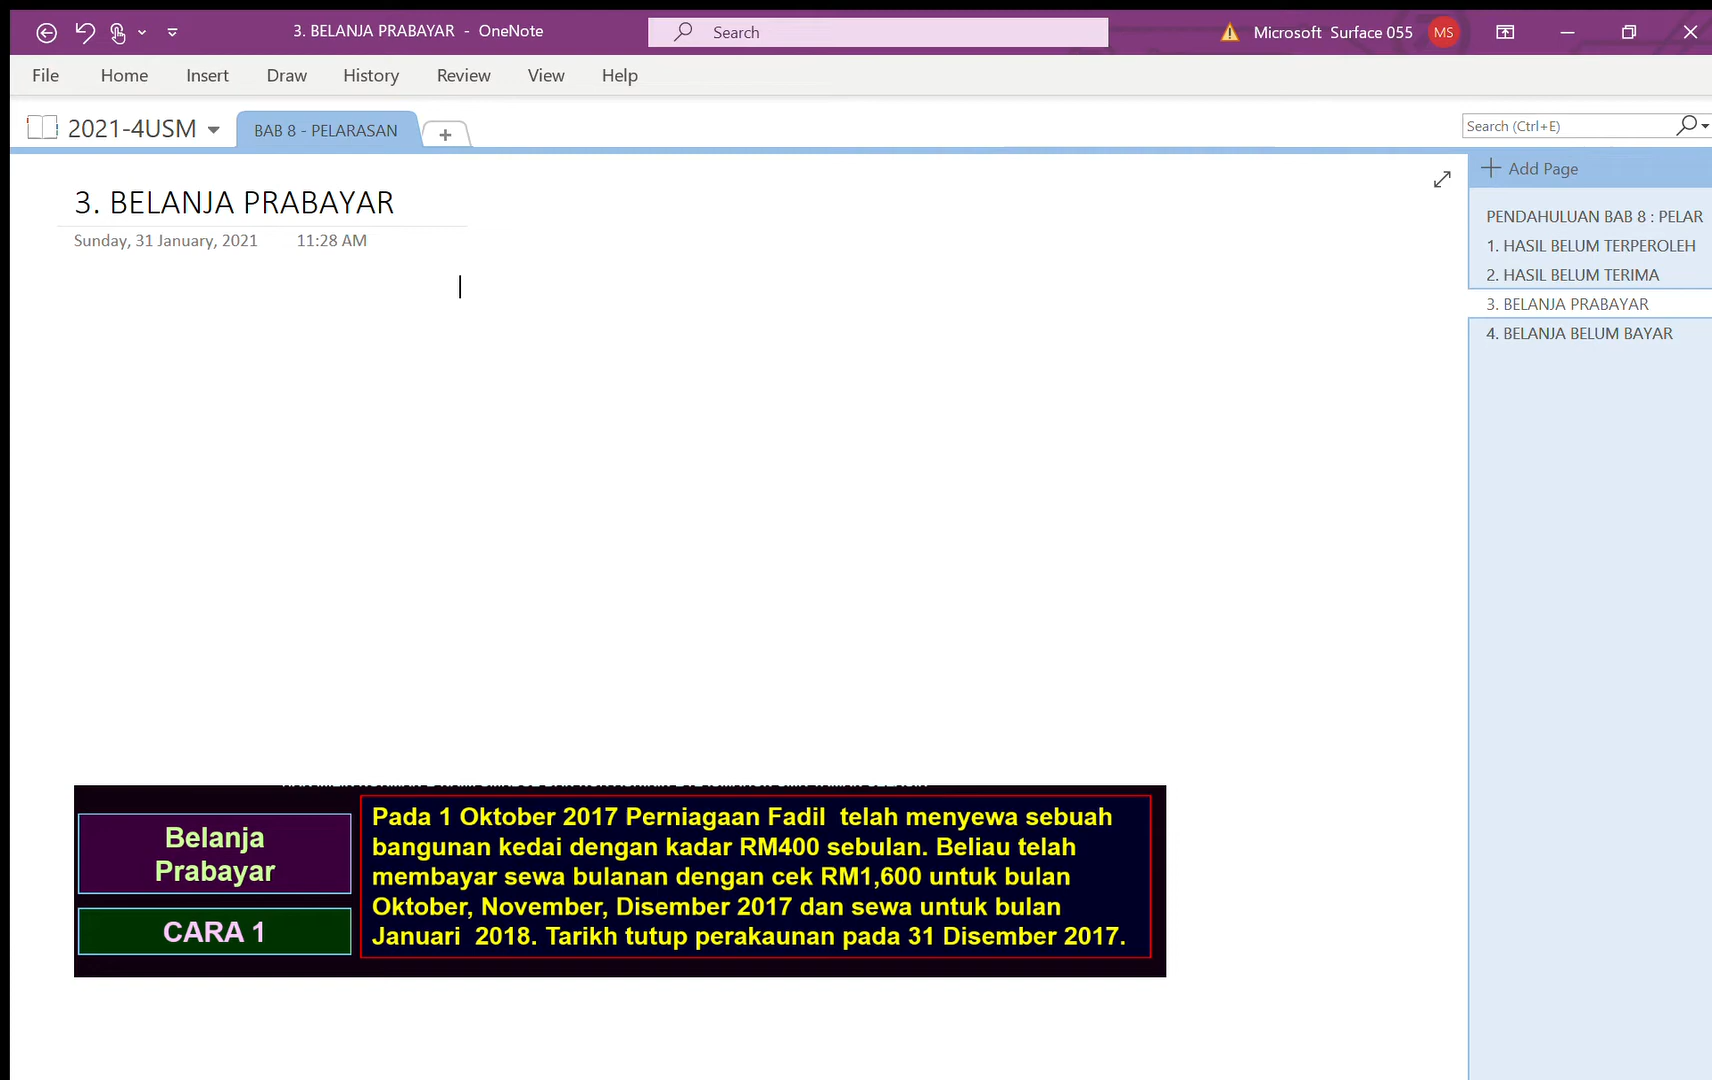 3. BELANJA PRABAYAR - OneNote
Search
Microsoft Surface 055
MS
File Home Insert Draw History Review View Help
2021-4USM
BAB 8 - PELARASAN
+
Search (Ctrl+E)
Add Page
3. BELANJA PRABAYAR
Sunday, 31 January, 2021 11:28 AM
PENDAHULUAN BAB 8 : PELAR
1. HASIL BELUM TERPEROLEH
2. HASIL BELUM TERIMA
3. BELANJA PRABAYAR
4. BELANJA BELUM BAYAR
Belanja
Prabayar
CARA 1
Pada 1 Oktober 2017 Perniagaan Fadil telah menyewa sebuah
bangunan kedai dengan kadar RM400 sebulan. Beliau telah
membayar sewa bulanan dengan cek RM1,600 untuk bulan
Oktober, November, Disember 2017 dan sewa untuk bulan
Januari 2018. Tarikh tutup perakaunan pada 31 Disember 2017.